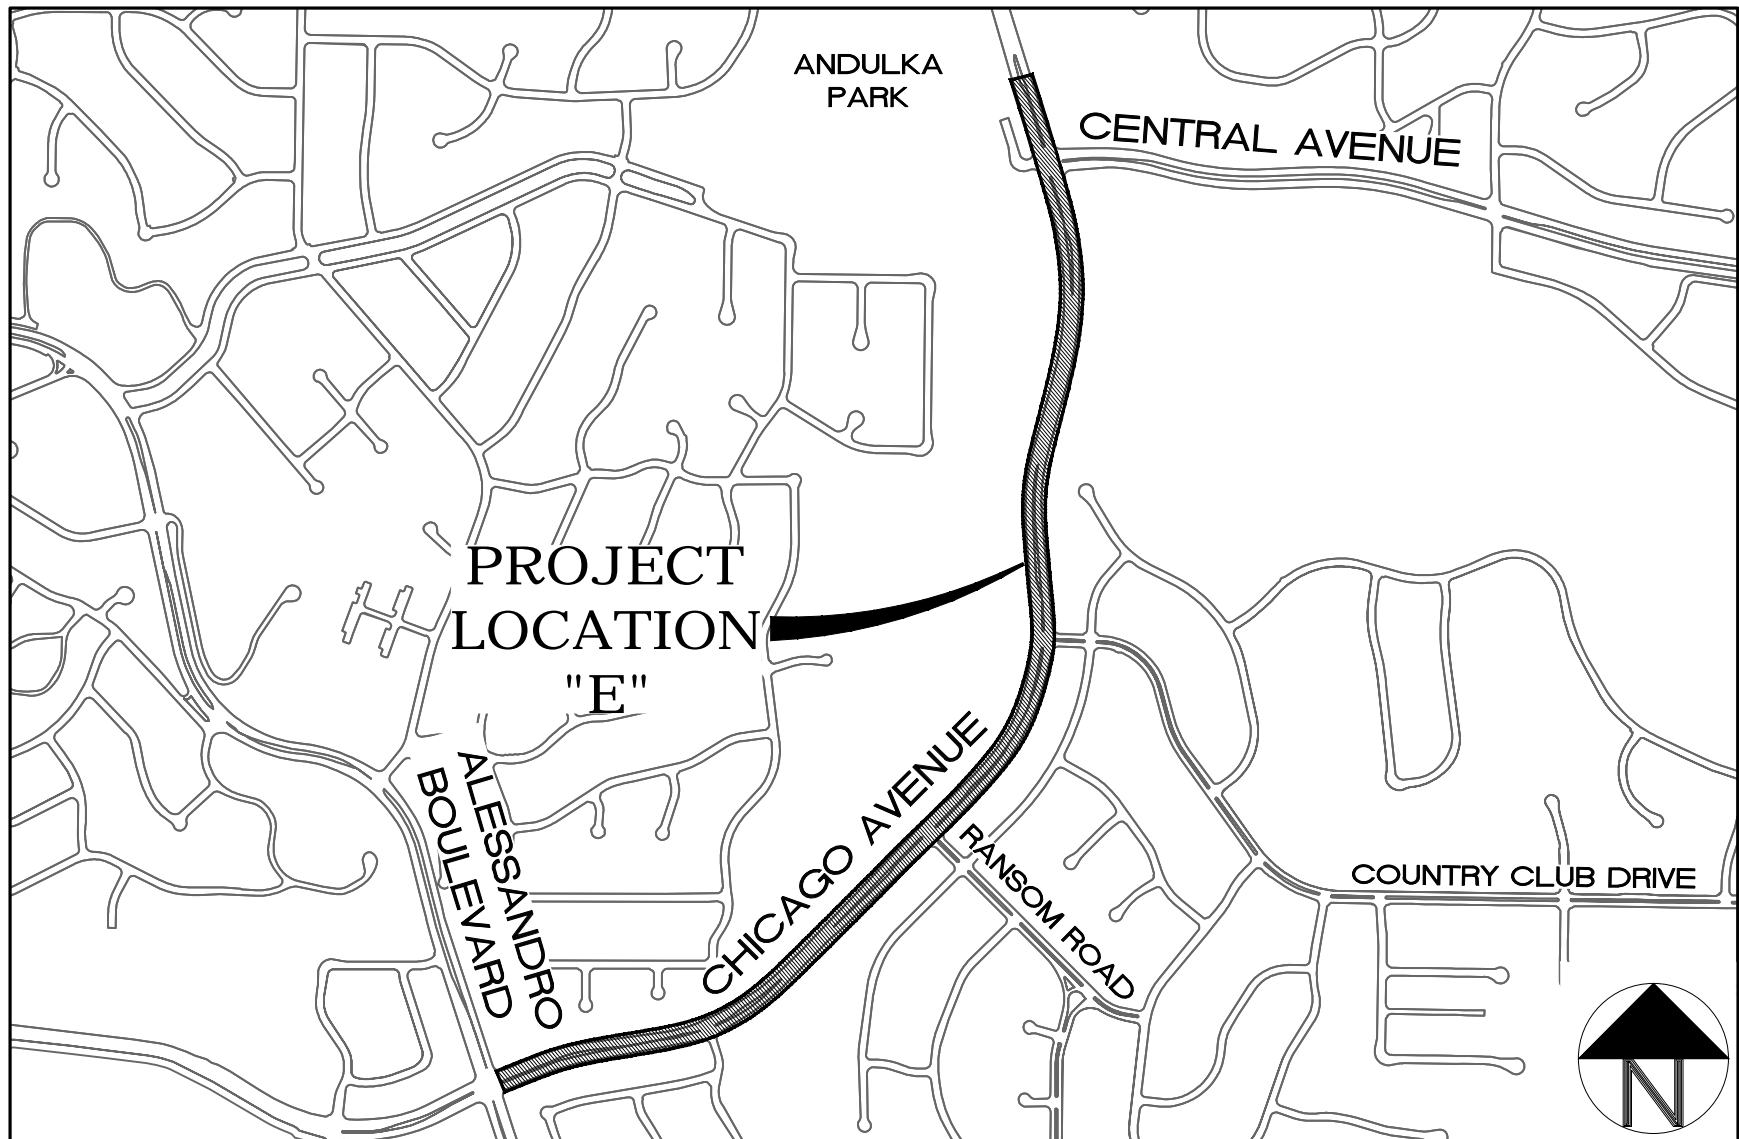 ANDULKA
PARK
CENTRAL AVENUE
PROJECT
LOCATION
"E"
ALESSANDRO
BOULEVARD
CHICAGO AVENUE
RANSOM ROAD
COUNTRY CLUB DRIVE
N